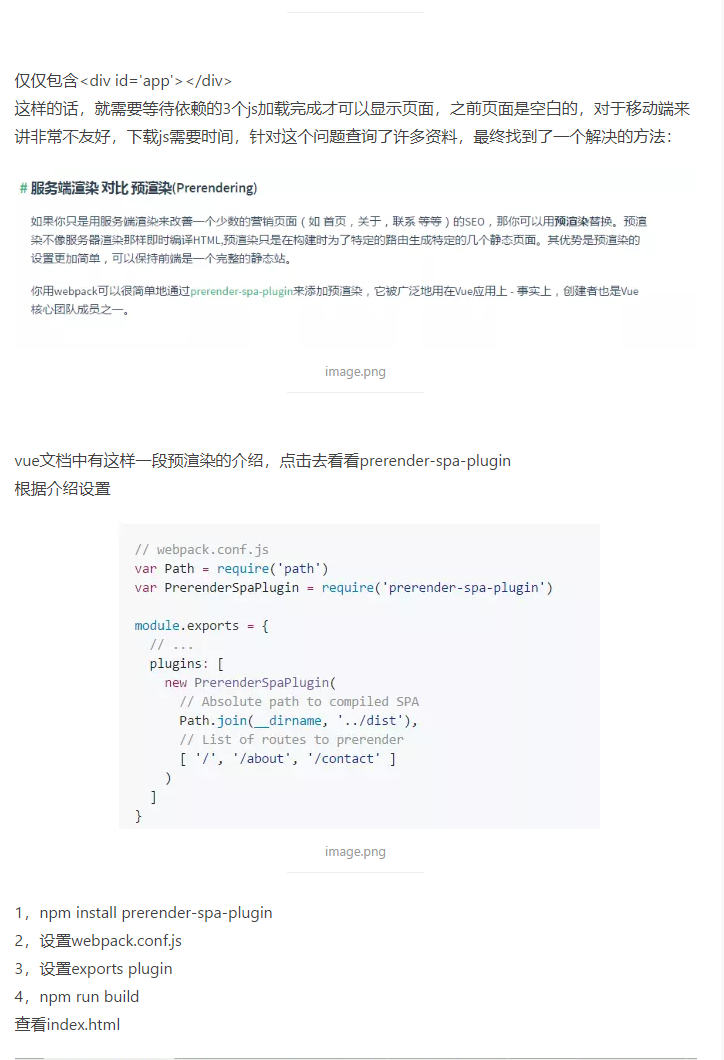 仅仅包含<div id='app'></div>
这样的话，就需要等待依赖的3个js加载完成才可以显示页面，之前页面是空白的，对于移动端来
讲非常不友好，下载js需要时间，针对这个问题查询了许多资料，最终找到了一个解决的方法：
# 服务端渲染 对比 预渲染(Prerendering)
如果你只是用服务端渲染来改善一个少数的营销页面（如 首页，关于，联系 等等）的SEO，那你可以用预渲染替换。预渲
染不像服务器渲染那样即时编译HTML,预渲染只是在构建时为了特定的路由生成特定的几个静态页面。其优势是预渲染的
设置更加简单，可以保持前端是一个完整的静态站。
你用webpack可以很简单地通过prerender-spa-plugin来添加预渲染，它被广泛地用在Vue应用上 - 事实上，创建者也是Vue
核心团队成员之一。
image.png
vue文档中有这样一段预渲染的介绍，点击去看看prerender-spa-plugin
根据介绍设置
// webpack.conf.js
var Path = require('path')
var PrerenderSpaPlugin = require('prerender-spa-plugin')
module.exports = {
// ...
plugins: [
new PrerenderSpaPlugin(
// Absolute path to compiled SPA
Path.join(__dirname, '../dist'),
// List of routes to prerender
[ '/', '/about', '/contact' ]
)
]
}
image.png
1，npm install prerender-spa-plugin
2，设置webpack.conf.js
3，设置exports plugin
4，npm run build
查看index.html